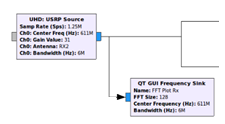 UHD: USRP Source
Samp Rate (Sps): 1.25M
Ch0: Center Freq (Hz): 611M
Ch0: Gain Value: 31
Ch0: Antenna: RX2
Ch0: Bandwidth (Hz): 6M
QT GUI Frequency Sink
Name: FFT Plot Rx
FFT Size: 128
Center Frequency (Hz): 611M
Bandwidth (Hz): 6M